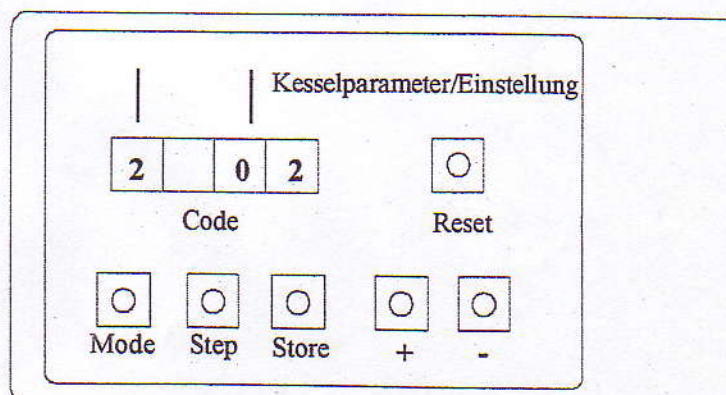 Kesselparameter/Einstellung
2 0 2
Code
Reset
Mode Step Store + -